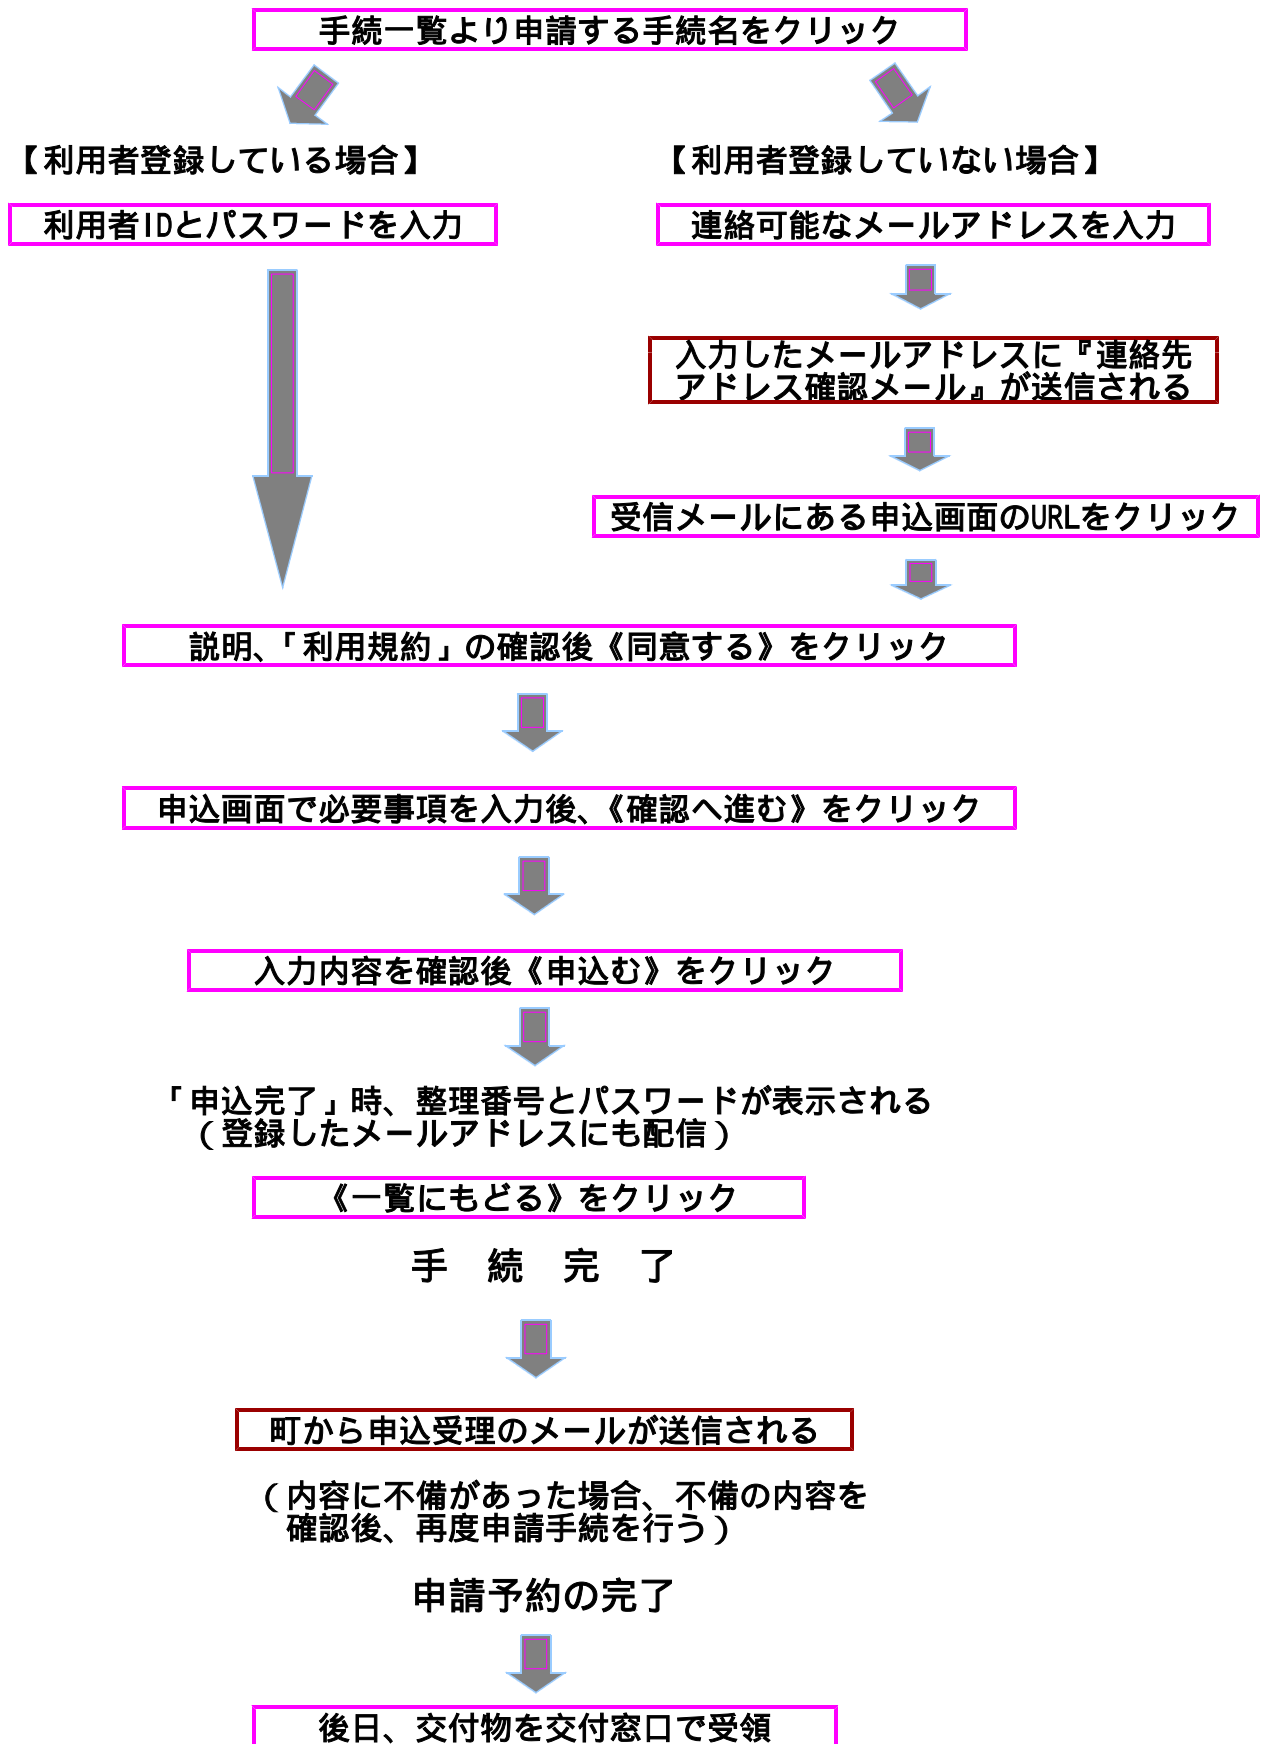 手続一覧より申請する手続名をクリック
【利用者登録している場合】
【利用者登録していない場合】
利用者IDとパスワードを入力
連絡可能なメールアドレスを入力
入力したメールアドレスに『連絡先
アドレス確認メール』が送信される
受信メールにある申込画面のURLをクリック
説明、「利用規約」の確認後《同意する》をクリック
申込画面で必要事項を入力後、《確認へ進む》をクリック
入力内容を確認後《申込む》をクリック
「申込完了」時、整理番号とパスワードが表示される
（登録したメールアドレスにも配信）
《一覧にもどる》をクリック
手　続　完　了
町から申込受理のメールが送信される
（内容に不備があった場合、不備の内容を
確認後、再度申請手続を行う）
申請予約の完了
後日、交付物を交付窓口で受領